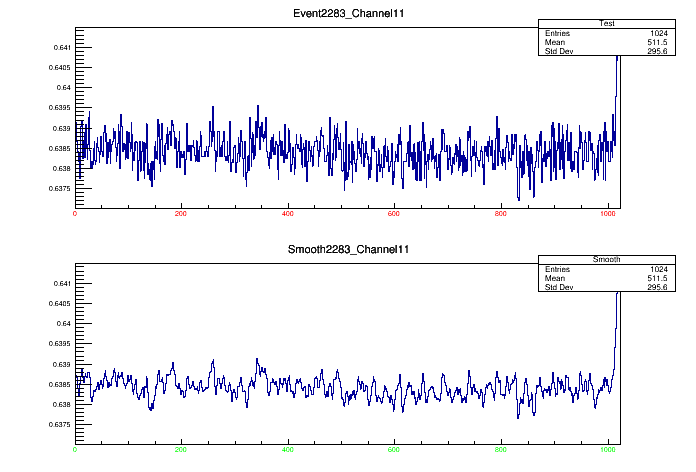 Event2283_Channel11
Test
Entries 1024
Mean 511.5
Std Dev 295.6
0.641
0.6405
0.64
0.6395
0.639
0.6385
0.638
0.6375
0 200 400 600 800 1000
Smooth2283_Channel11
Smooth
Entries 1024
Mean 511.5
Std Dev 295.6
0.641
0.6405
0.64
0.6395
0.639
0.6385
0.638
0.6375
0 200 400 600 800 1000